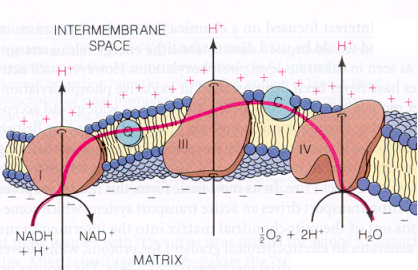 INTERMEMBRANE
SPACE
H⁺
H⁺
H⁺
I
Q
III
C
IV
NADH
+ H⁺
NAD⁺
½O₂ + 2H⁺
H₂O
MATRIX